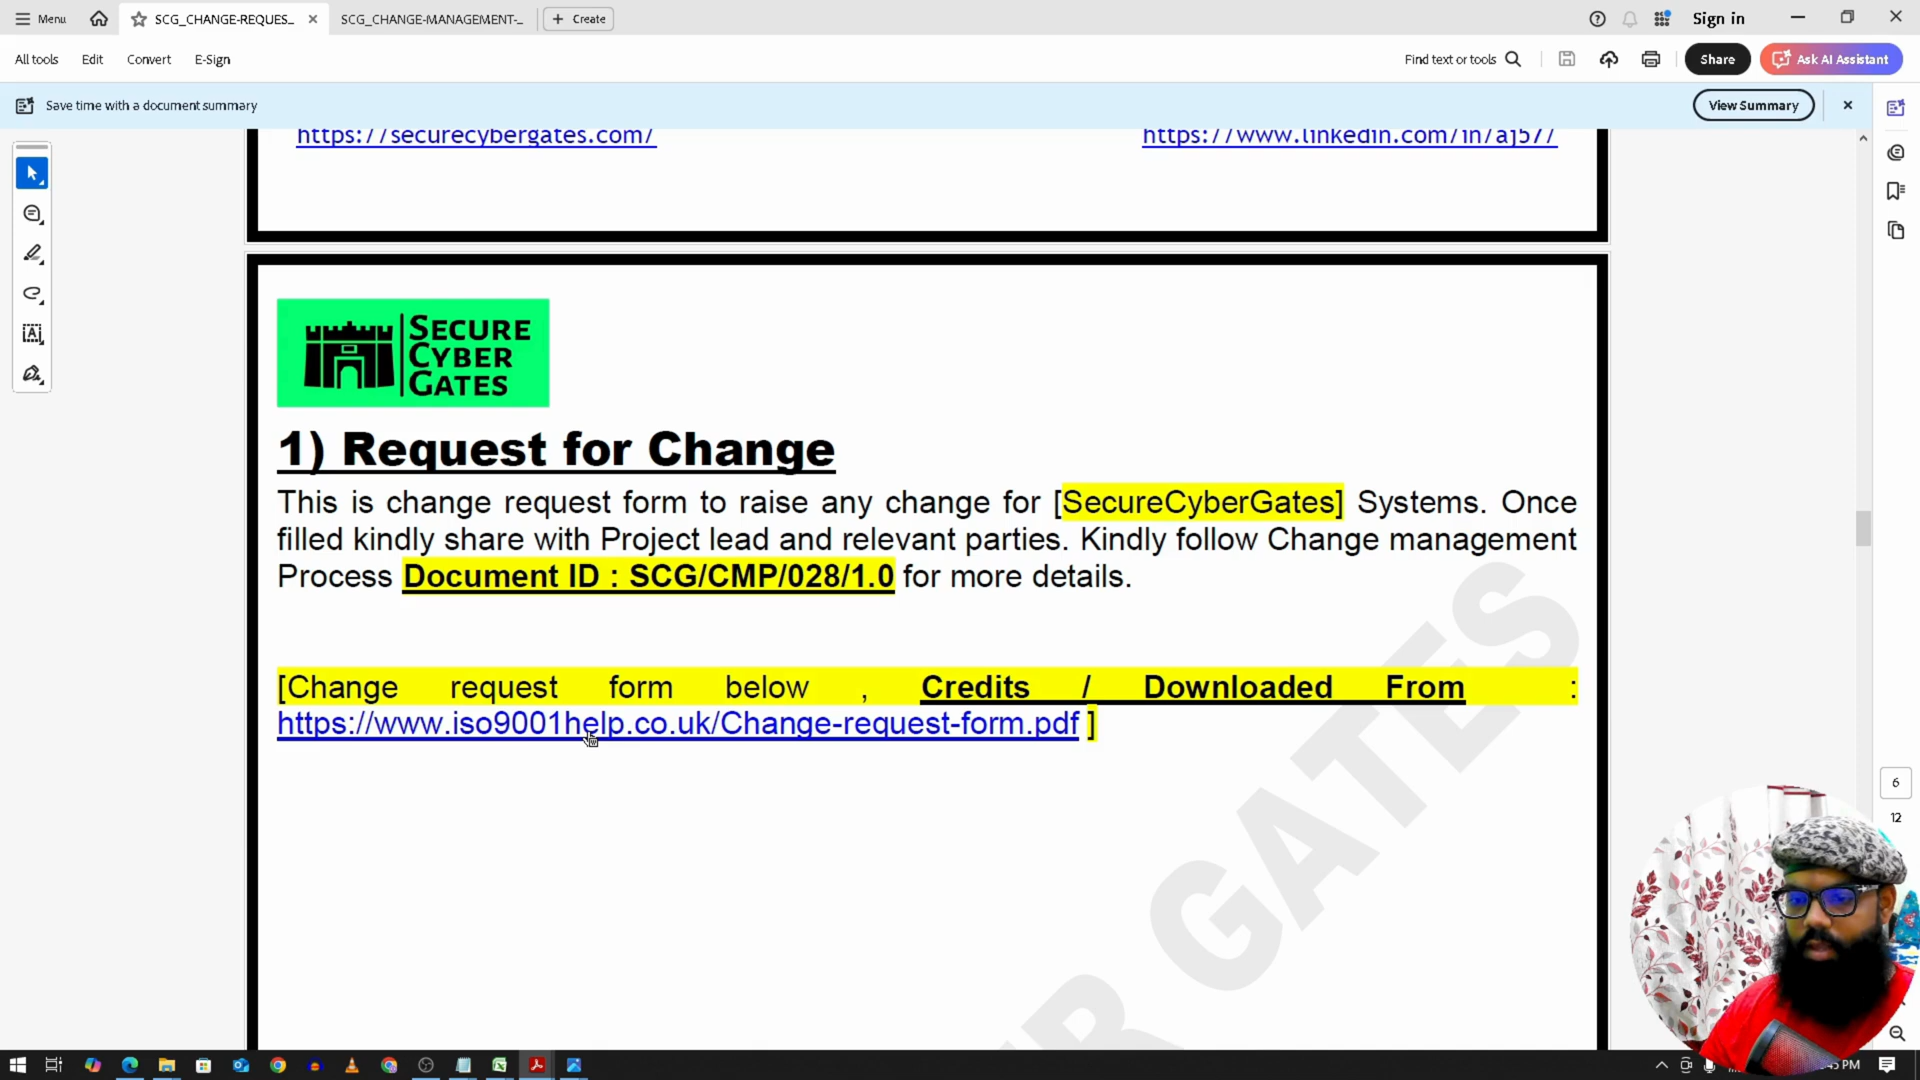 Menu
SCG_CHANGE-REQUES...
SCG_CHANGE-MANAGEMENT-...
Create
Sign in
All tools
Edit
Convert
E-Sign
Find text or tools
Share
Ask AI Assistant
Save time with a document summary
View Summary
https://securecybergates.com/
https://www.linkedin.com/in/aj577
SECURE
CYBER
GATES
1) Request for Change
This is change request form to raise any change for [SecureCyberGates] Systems. Once
filled kindly share with Project lead and relevant parties. Kindly follow Change management
Process Document ID : SCG/CMP/028/1.0 for more details.
[Change request form below , Credits / Downloaded From :
https://www.iso9001help.co.uk/Change-request-form.pdf ]
R GATES
6
12